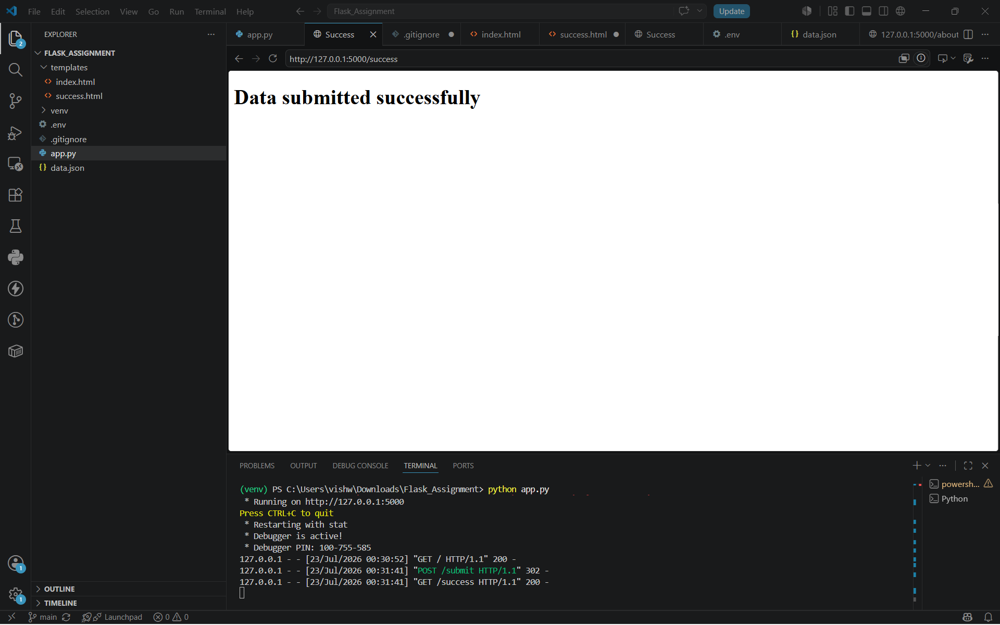 File Edit Selection View Go Run Terminal Help
Flask_Assignment
Update
EXPLORER
FLASK_ASSIGNMENT
templates
index.html
success.html
venv
.env
.gitignore
app.py
data.json
OUTLINE
TIMELINE
2
1
1
app.py
Success
.gitignore
index.html
success.html
Success
.env
data.json
127.0.0.1:5000/about
http://127.0.0.1:5000/success
Data submitted successfully
PROBLEMS OUTPUT DEBUG CONSOLE TERMINAL PORTS
(venv) PS C:\Users\vishw\Downloads\Flask_Assignment> python app.py
* Running on http://127.0.0.1:5000
Press CTRL+C to quit
* Restarting with stat
* Debugger is active!
* Debugger PIN: 100-755-585
127.0.0.1 - - [23/Jul/2026 00:30:52] "GET / HTTP/1.1" 200 -
127.0.0.1 - - [23/Jul/2026 00:31:41] "POST /submit HTTP/1.1" 302 -
127.0.0.1 - - [23/Jul/2026 00:31:41] "GET /success HTTP/1.1" 200 -
powersh...
Python
main Launchpad 0 0